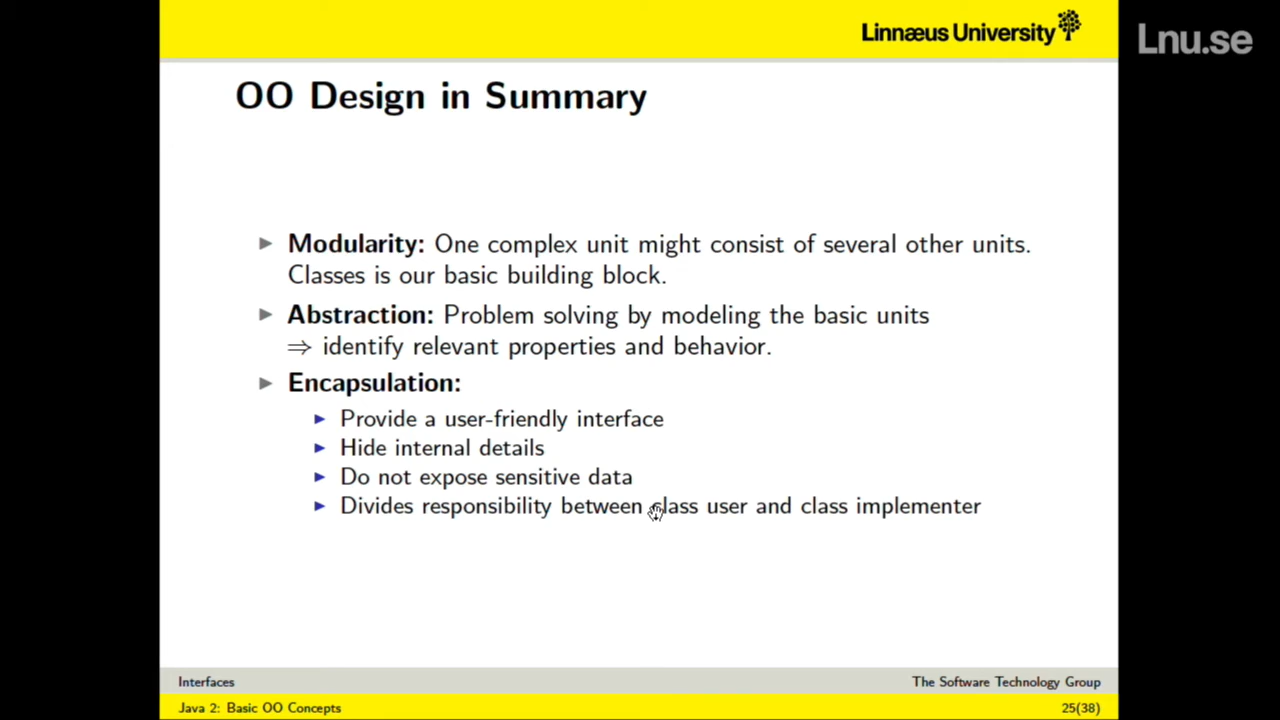 Linnæus University
Lnu.se
OO Design in Summary
Modularity: One complex unit might consist of several other units.
Classes is our basic building block.
Abstraction: Problem solving by modeling the basic units
⇒ identify relevant properties and behavior.
Encapsulation:
Provide a user-friendly interface
Hide internal details
Do not expose sensitive data
Divides responsibility between class user and class implementer
Interfaces
The Software Technology Group
Java 2: Basic OO Concepts
25(38)